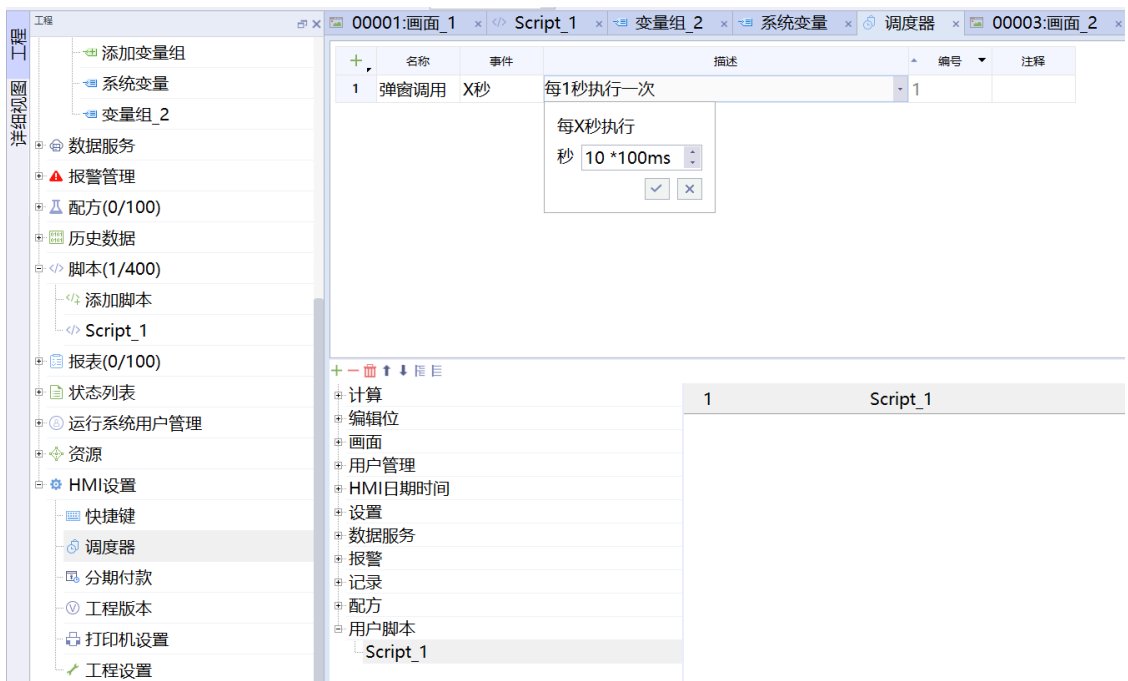 工程
详细视图
工程
添加变量组
系统变量
变量组_2
数据服务
报警管理
配方(0/100)
历史数据
脚本(1/400)
添加脚本
Script_1
报表(0/100)
状态列表
运行系统用户管理
资源
HMI设置
快捷键
调度器
分期付款
工程版本
打印机设置
工程设置
00001:画面_1 × Script_1 × 变量组_2 × 系统变量 × 调度器 × 00003:画面_2 ×
名称 事件 描述 编号 注释
1 弹窗调用 X秒 每1秒执行一次 1
每X秒执行
秒 10 *100ms
计算
编辑位
画面
用户管理
HMI日期时间
设置
数据服务
报警
记录
配方
用户脚本
Script_1
1 Script_1